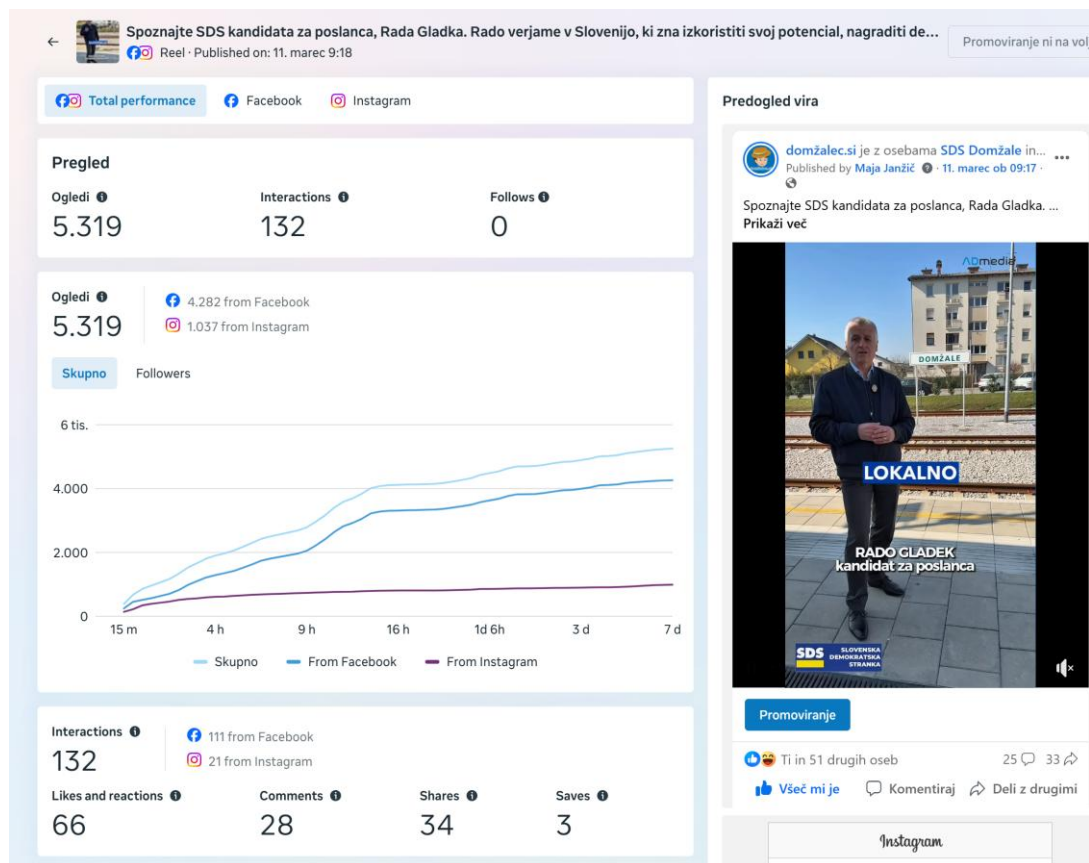 Spoznajte SDS kandidata za poslanca, Rada Gladka. Rado verjame v Slovenijo, ki zna izkoristiti svoj potencial, nagraditi de...
Reel · Published on: 11. marec 9:18
Promoviranje ni na volj
Total performance
Facebook
Instagram
Pregled
Ogledi
Interactions
Follows
5.319
132
0
Ogledi
5.319
4.282 from Facebook
1.037 from Instagram
Skupno
Followers
6 tis.
4.000
2.000
0
15 m
4 h
9 h
16 h
1d 6h
3 d
7 d
Skupno
From Facebook
From Instagram
Interactions
132
111 from Facebook
21 from Instagram
Likes and reactions
Comments
Shares
Saves
66
28
34
3
Predogled vira
domžalec.si je z osebama SDS Domžale in...
Published by Maja Janžič · 11. marec ob 09:17 ·
Spoznajte SDS kandidata za poslanca, Rada Gladka. ...
Prikaži več
ADmedia
DOMŽALE
LOKALNO
RADO GLADEK
kandidat za poslanca
SDS
SLOVENSKA
DEMOKRATSKA
STRANKA
Promoviranje
Ti in 51 drugih oseb
25
33
Všeč mi je
Komentiraj
Deli z drugimi
Instagram